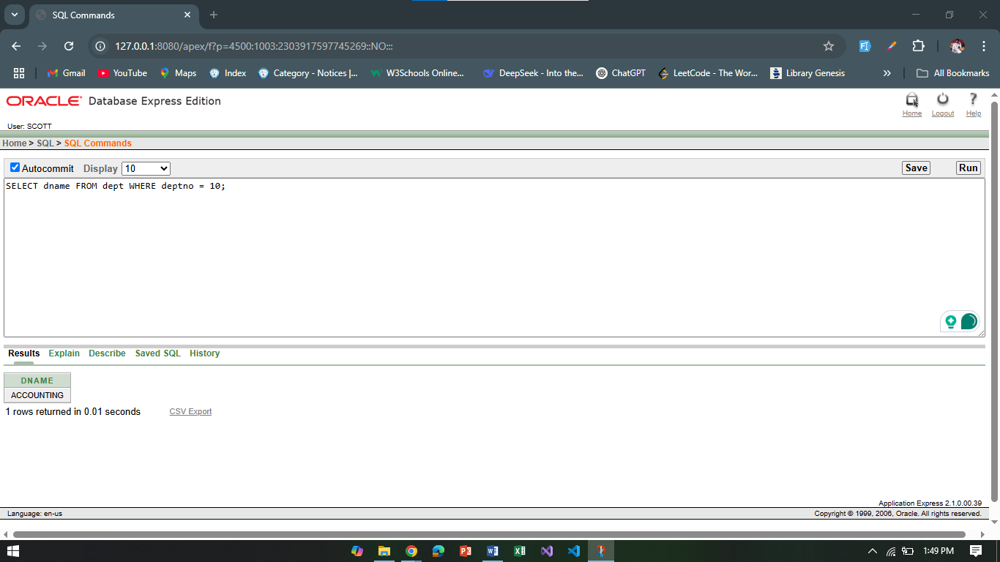 SQL Commands
127.0.0.1:8080/apex/f?p=4500:1003:2303917597745269::NO:::
Gmail YouTube Maps Index Category - Notices |... W3Schools Online... DeepSeek - Into the... ChatGPT LeetCode - The Wor... Library Genesis » All Bookmarks
ORACLE Database Express Edition
Home Logout Help
User: SCOTT
Home > SQL > SQL Commands
Autocommit Display 10 Save Run
SELECT dname FROM dept WHERE deptno = 10;
Results Explain Describe Saved SQL History
DNAME
ACCOUNTING
1 rows returned in 0.01 seconds CSV Export
Application Express 2.1.0.00.39
Language: en-us Copyright © 1999, 2006, Oracle. All rights reserved.
1:49 PM